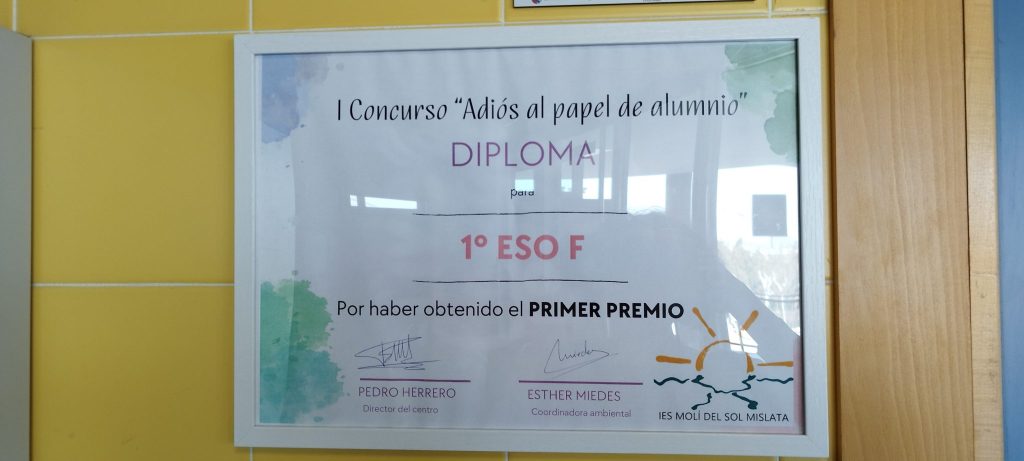 I Concurso "Adiós al papel de alumnio"
DIPLOMA
para
1º ESO F
Por haber obtenido el PRIMER PREMIO
PEDRO HERRERO
Director del centro
ESTHER MIEDES
Coordinadora ambiental
IES MOLÍ DEL SOL MISLATA